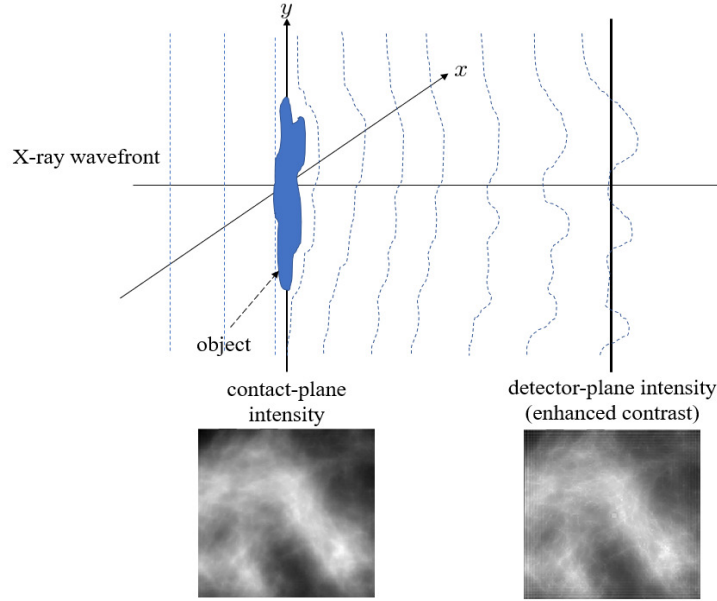 y
x
X-ray wavefront
object
contact-plane
intensity
detector-plane intensity
(enhanced contrast)